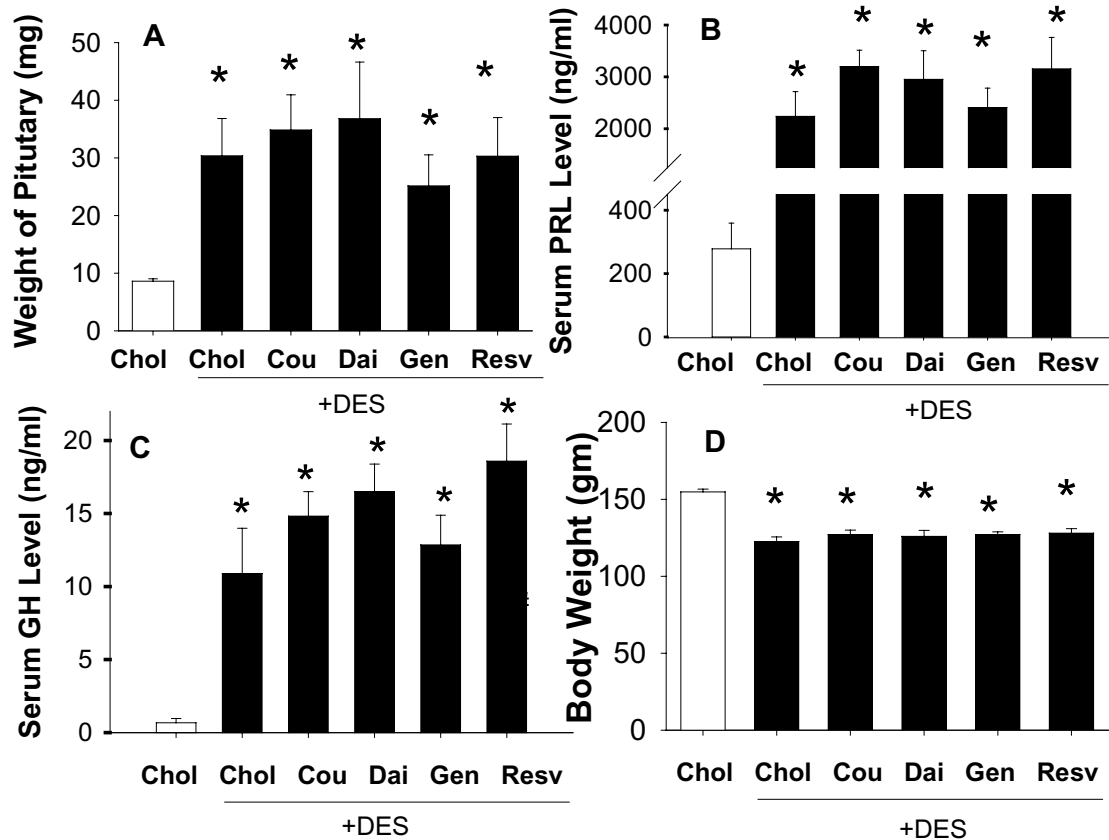 A
Weight of Pitutary (mg)
50
40
30
20
10
0
* * * * *
Chol Chol Cou Dai Gen Resv
+DES
B
Serum PRL Level (ng/ml)
4000
3000
2000
400
200
0
* * * * *
Chol Chol Cou Dai Gen Resv
+DES
C
Serum GH Level (ng/ml)
20
15
10
5
0
* * * * *
Chol Chol Cou Dai Gen Resv
+DES
D
Body Weight (gm)
200
150
100
50
0
* * * * *
Chol Chol Cou Dai Gen Resv
+DES